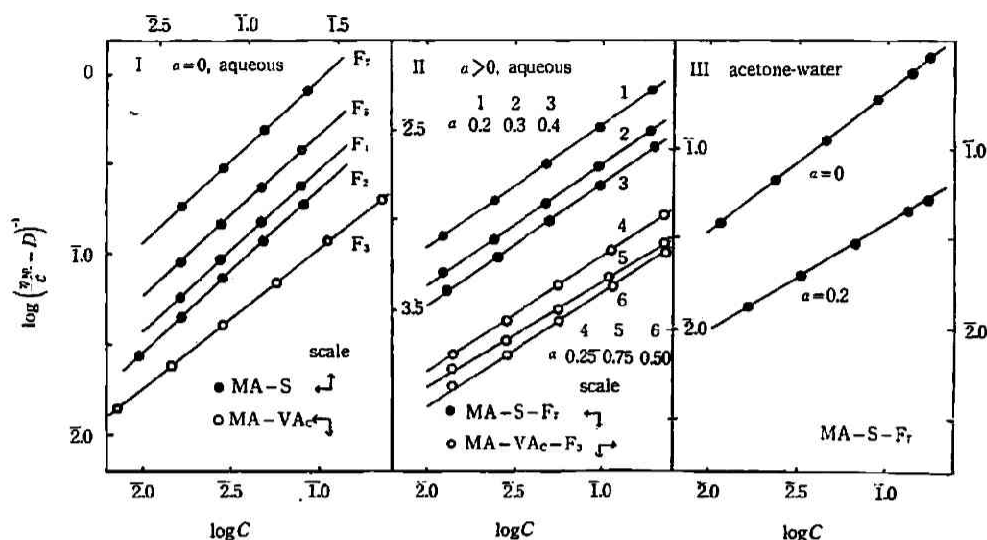 2̅.5 1̅.0 1̅.5
0
1̅.0
2̅.0
log (ηsp/c − D)⁻¹
I a=0, aqueous
F₅
F₁
F₂
F₃
scale
MA-S
MA-VAc
2̅.0 2̅.5 1̅.0
log C
II a>0, aqueous
1 2 3
a 0.2 0.3 0.4
2̅.5
3̅.5
1
2
3
4
5
6
4 5 6
a 0.25 0.75 0.50
scale
MA-S-F₇
MA-VAc-F₃
2̅.0 2̅.5 1̅.0
log C
III acetone-water
1̅.0
2̅.0
a=0
a=0.2
1̅.0
2̅.0
MA-S-F₇
2̅.0 2̅.5 1̅.0
log C